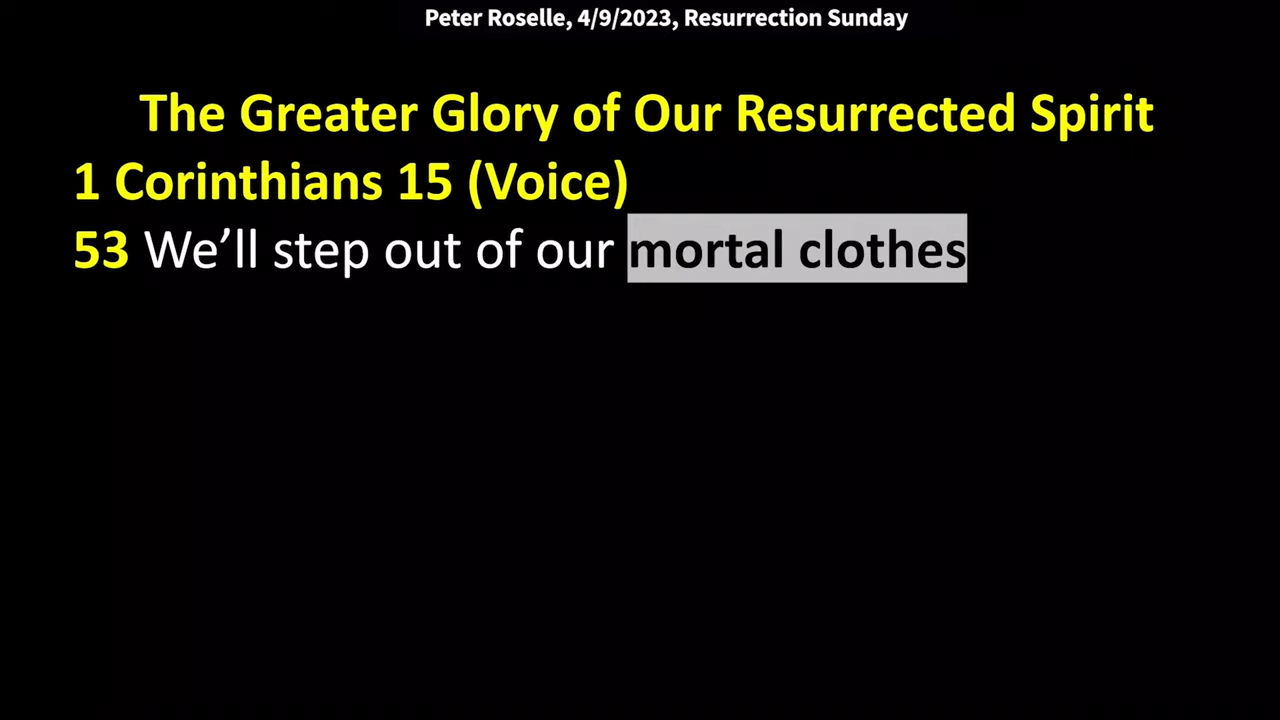 Peter Roselle, 4/9/2023, Resurrection Sunday
The Greater Glory of Our Resurrected Spirit
1 Corinthians 15 (Voice)
53 We’ll step out of our mortal clothes